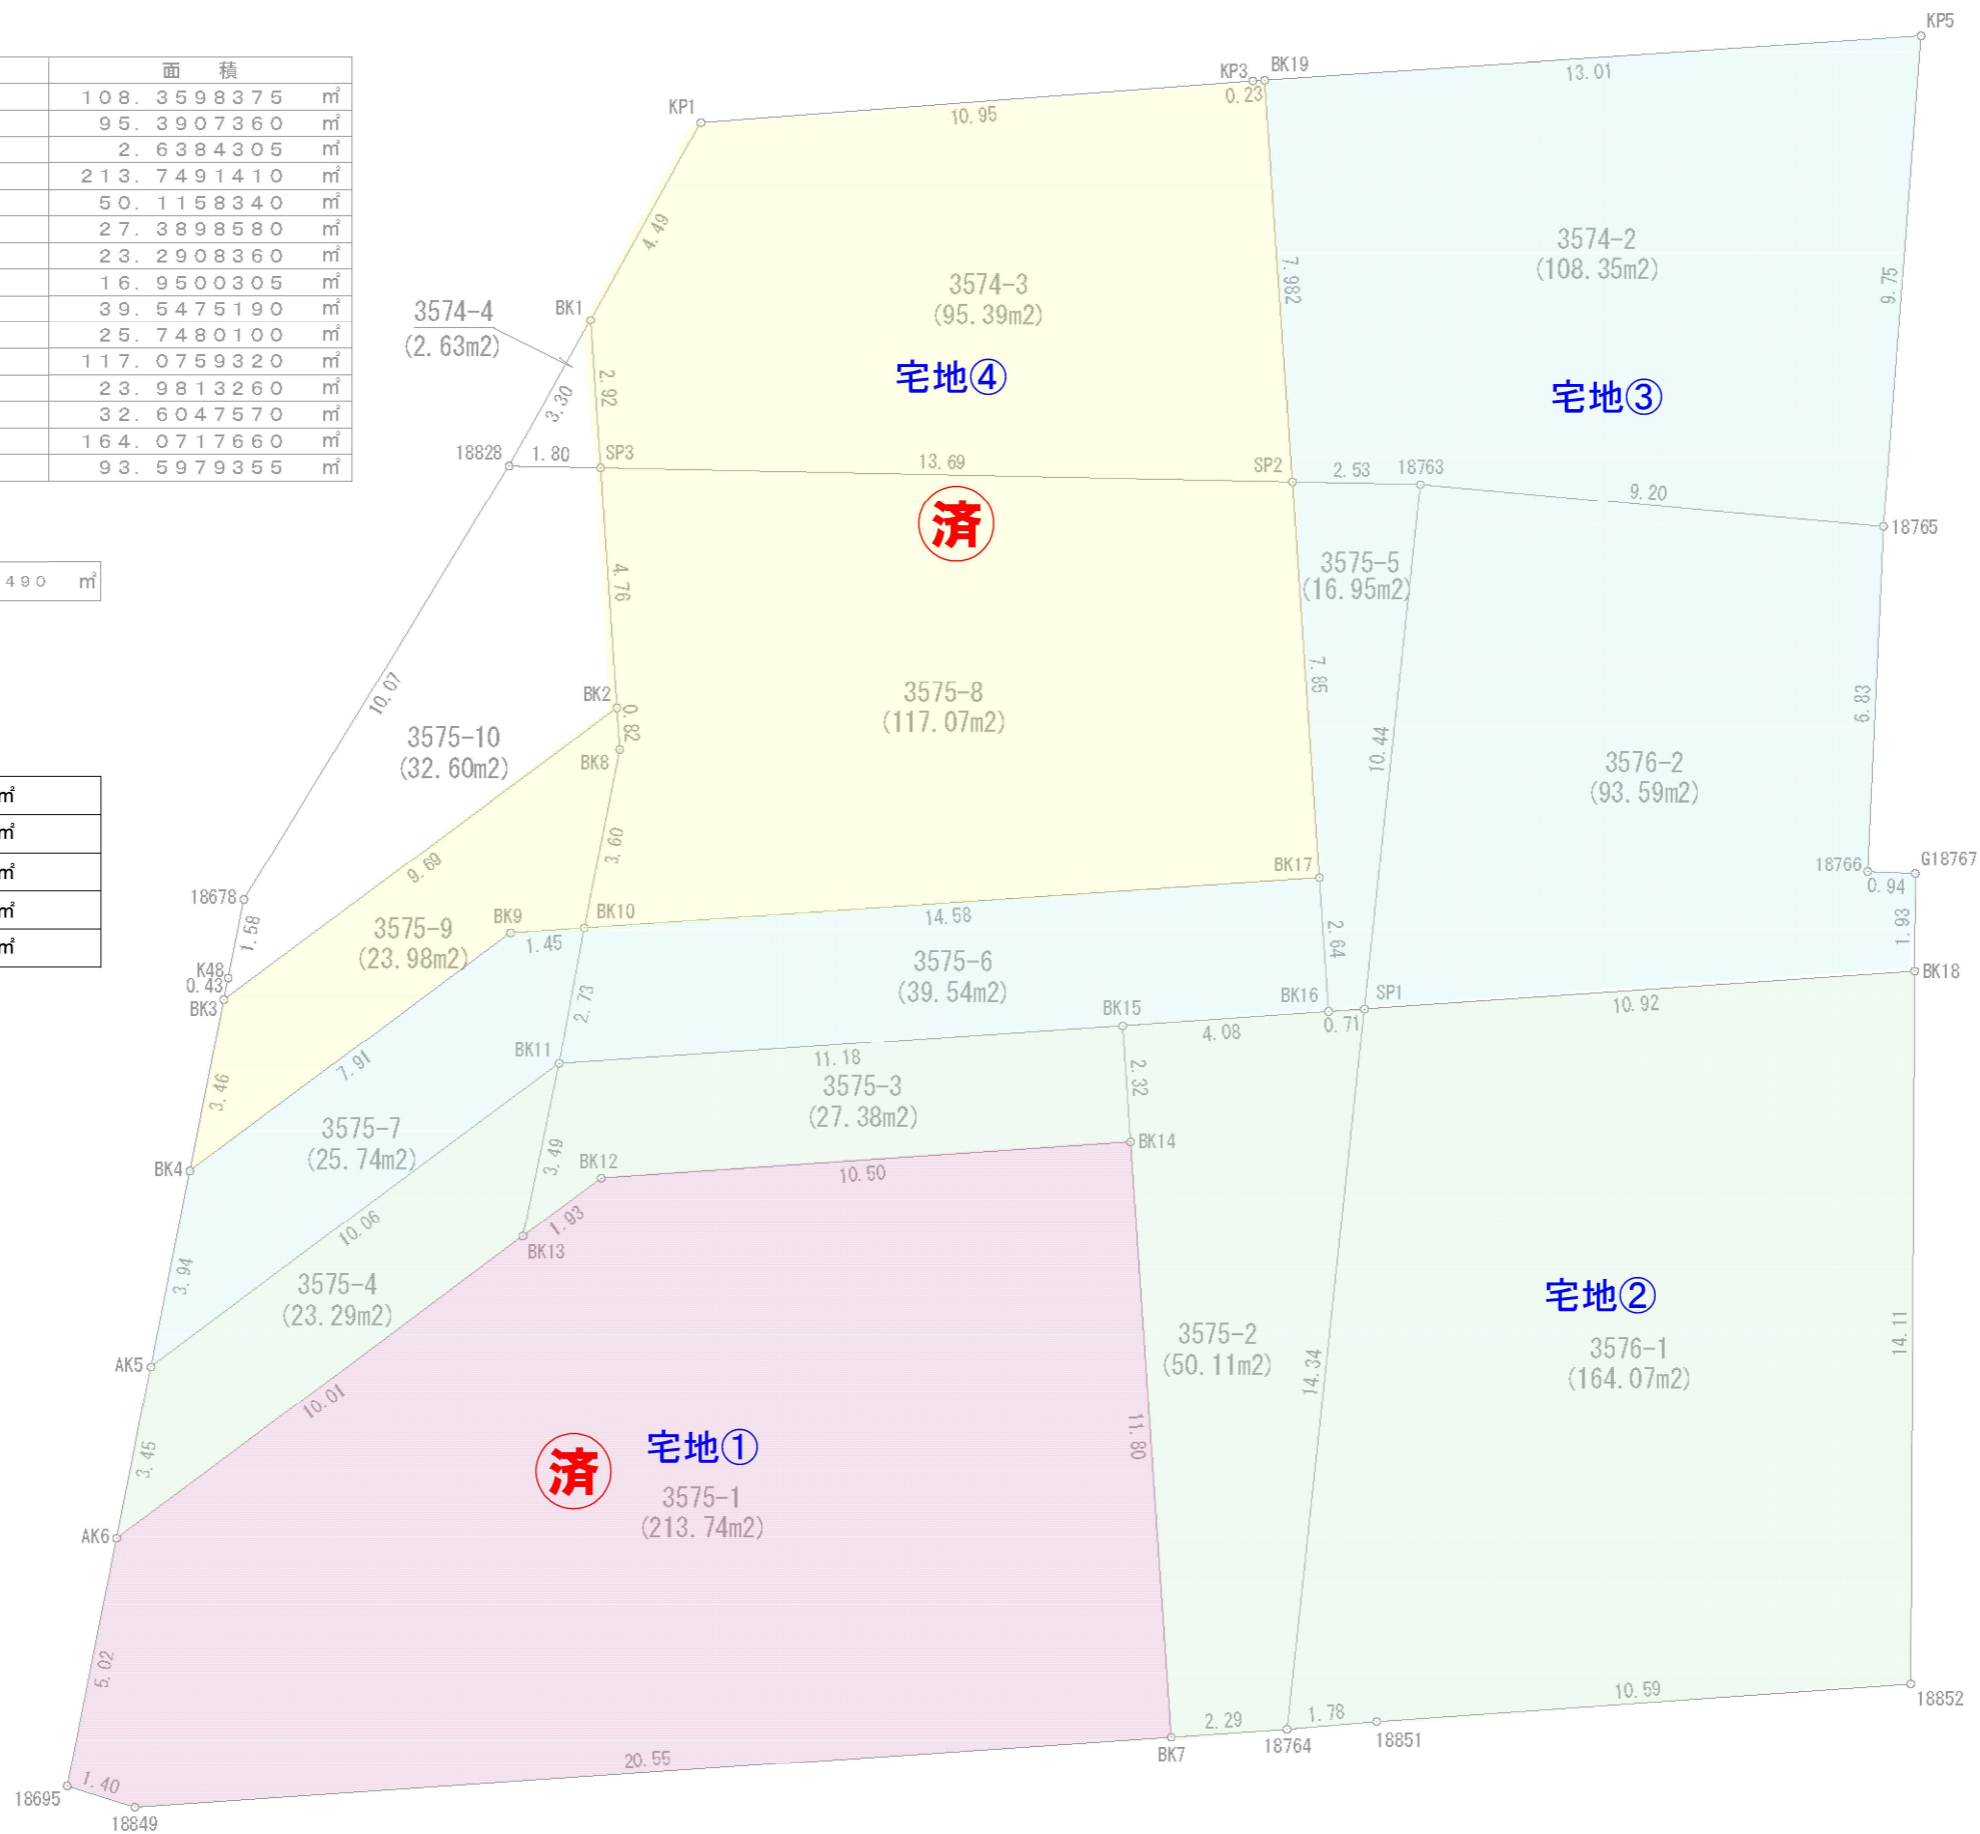 面 積
108.3598375 ㎡
95.3907360 ㎡
2.6384305 ㎡
213.7491410 ㎡
50.1158340 ㎡
27.3898580 ㎡
23.2908360 ㎡
16.9500305 ㎡
39.5475190 ㎡
25.7480100 ㎡
117.0759320 ㎡
23.9813260 ㎡
32.6047570 ㎡
164.0717660 ㎡
93.5979355 ㎡
490 ㎡
㎡
㎡
㎡
㎡
㎡
KP5
KP3
BK19
13.01
0.23
KP1
10.95
4.49
7.982
3574-2
(108.35m2)
9.75
3574-3
(95.39m2)
3574-4
(2.63m2)
BK1
宅地④
宅地③
2.92
3.30
18828
1.80
SP3
13.69
SP2
2.53
18763
9.20
18765
済
3575-5
(16.95m2)
4.76
10.07
BK2
0.82
BK8
3575-8
(117.07m2)
7.85
10.44
6.83
3575-10
(32.60m2)
3576-2
(93.59m2)
3.60
9.69
BK17
18766
G18767
0.94
18678
1.58
1.93
K48
0.43
BK3
3575-9
(23.98m2)
BK9
1.45
BK10
14.58
2.64
3575-6
(39.54m2)
BK18
2.73
BK15
BK16
SP1
10.92
0.71
4.08
BK11
11.18
3.46
7.91
2.32
3575-3
(27.38m2)
3575-7
(25.74m2)
BK4
3.49
BK12
BK14
10.50
1.93
BK13
10.06
3.94
3575-4
(23.29m2)
宅地②
3575-2
(50.11m2)
14.34
3576-1
(164.07m2)
14.11
AK5
10.01
3.45
11.80
宅地①
済
3575-1
(213.74m2)
AK6
5.02
10.59
18852
2.29
1.78
18851
18764
BK7
20.55
1.40
18695
18849